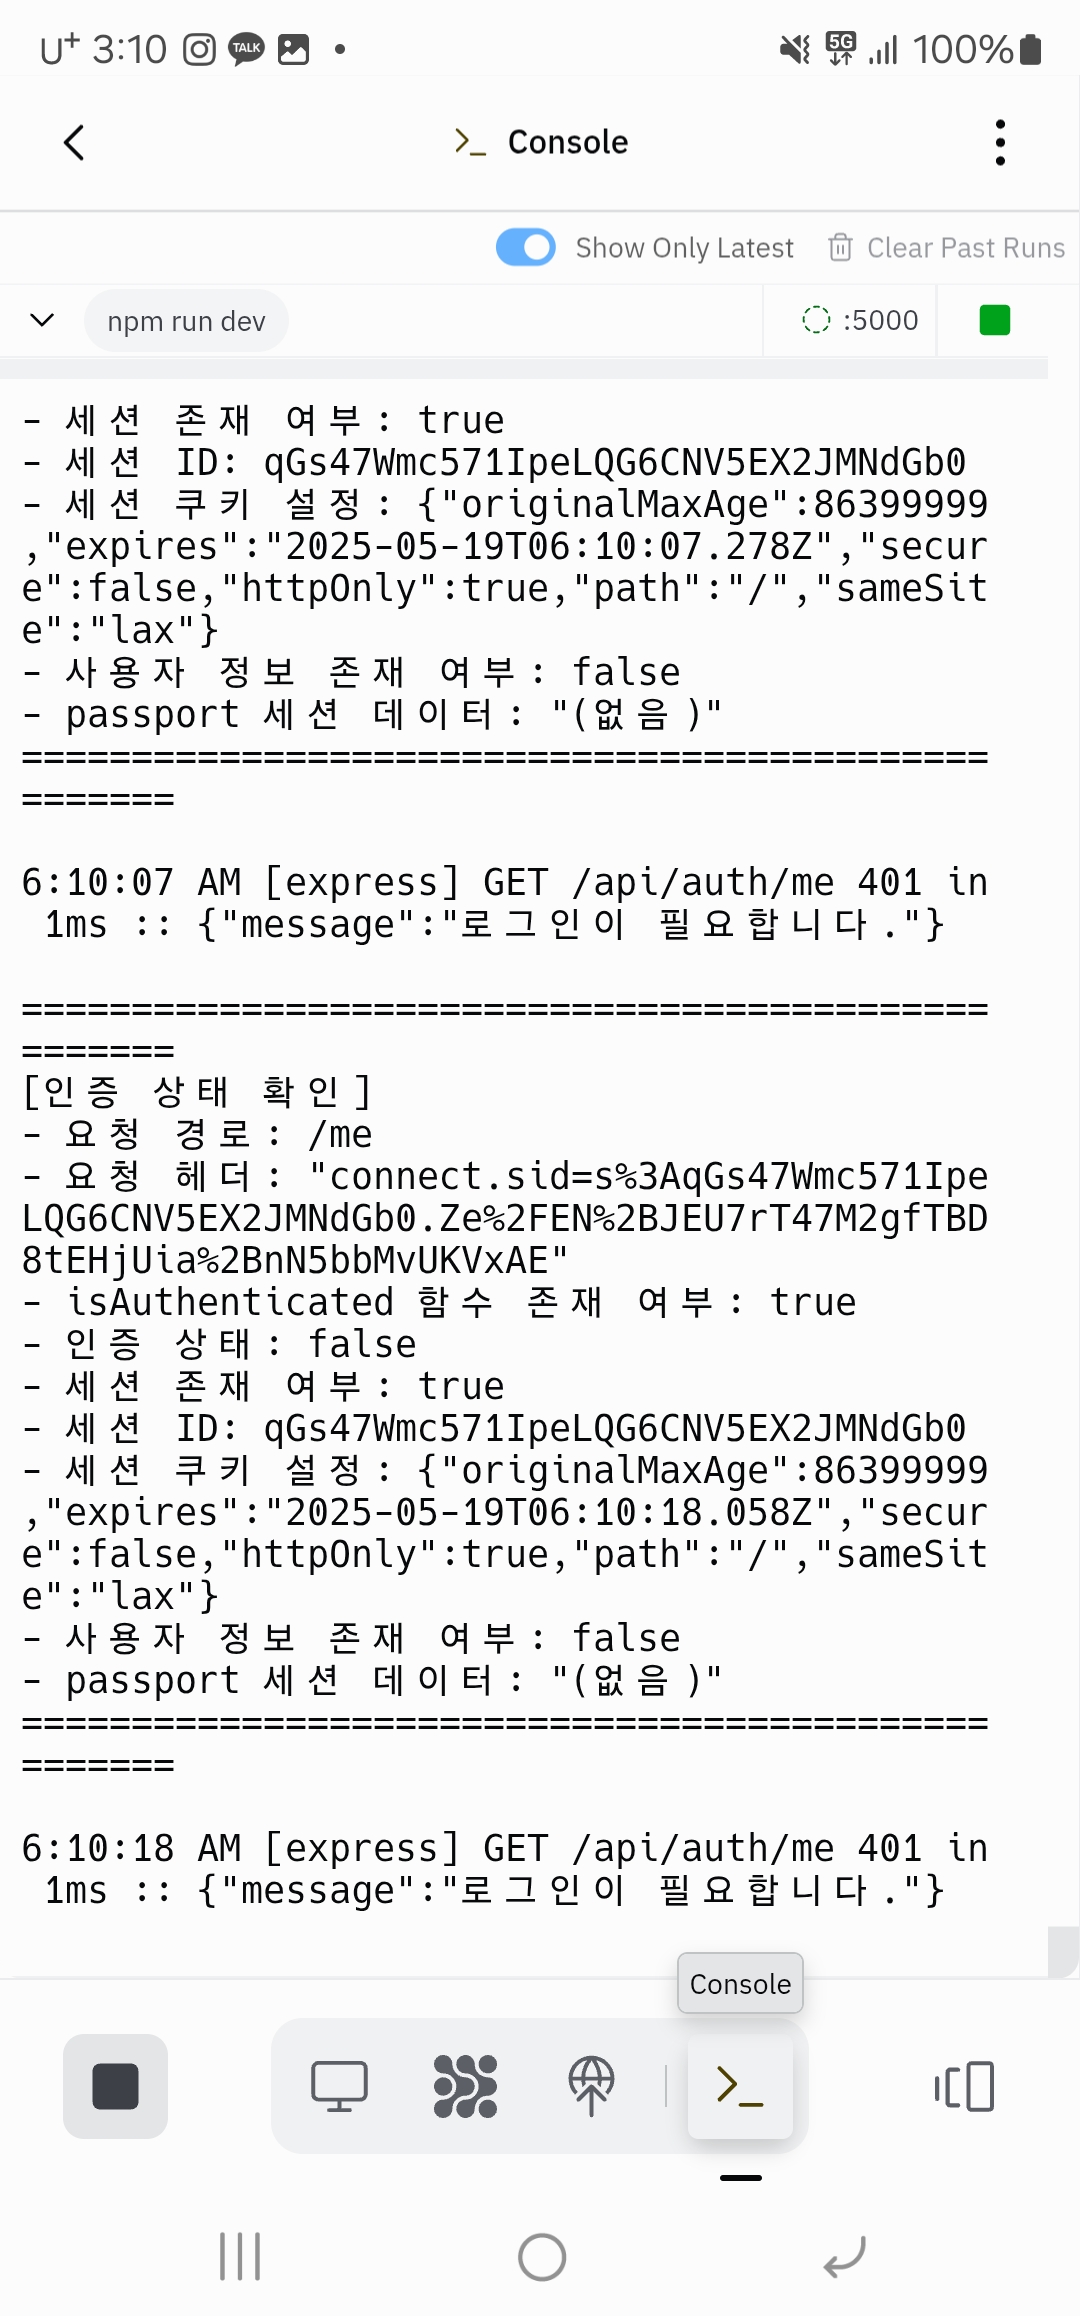 U+ 3:10 TALK 5G 100%
>_ Console
Show Only Latest Clear Past Runs
npm run dev :5000
- 세션 존재 여부: true
- 세션 ID: qGs47Wmc571IpeLQG6CNV5EX2JMNdGb0
- 세션 쿠키 설정: {"originalMaxAge":86399999
,"expires":"2025-05-19T06:10:07.278Z","secur
e":false,"httpOnly":true,"path":"/","sameSit
e":"lax"}
- 사용자 정보 존재 여부: false
- passport 세션 데이터: "(없음)"
============================================
=======
6:10:07 AM [express] GET /api/auth/me 401 in
1ms :: {"message":"로그인이 필요합니다."}
============================================
=======
[인증 상태 확인]
- 요청 경로: /me
- 요청 헤더: "connect.sid=s%3AqGs47Wmc571Ipe
LQG6CNV5EX2JMNdGb0.Ze%2FEN%2BJEU7rT47M2gfTBD
8tEHjUia%2BnN5bbMvUKVxAE"
- isAuthenticated 함수 존재 여부: true
- 인증 상태: false
- 세션 존재 여부: true
- 세션 ID: qGs47Wmc571IpeLQG6CNV5EX2JMNdGb0
- 세션 쿠키 설정: {"originalMaxAge":86399999
,"expires":"2025-05-19T06:10:18.058Z","secur
e":false,"httpOnly":true,"path":"/","sameSit
e":"lax"}
- 사용자 정보 존재 여부: false
- passport 세션 데이터: "(없음)"
============================================
=======
6:10:18 AM [express] GET /api/auth/me 401 in
1ms :: {"message":"로그인이 필요합니다."}
Console